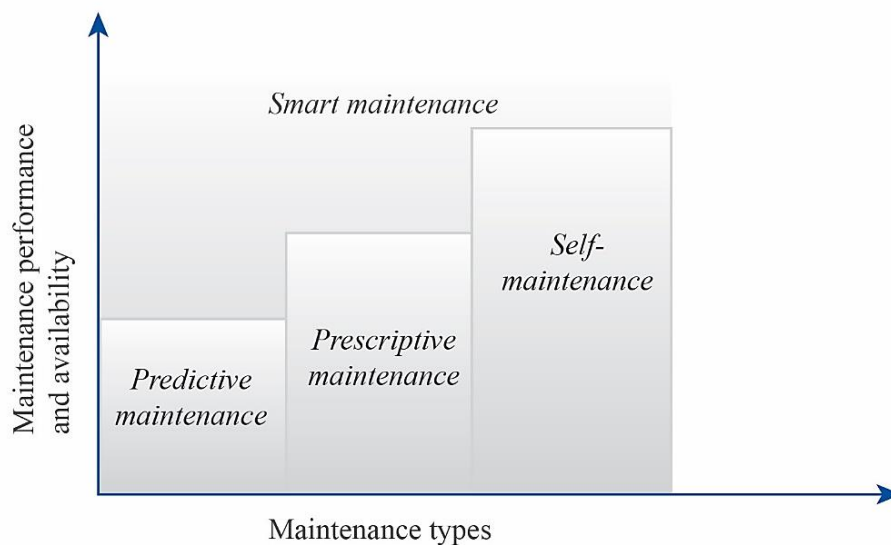 Maintenance performance
and availability
Smart maintenance
Predictive
maintenance
Prescriptive
maintenance
Self-
maintenance
Maintenance types